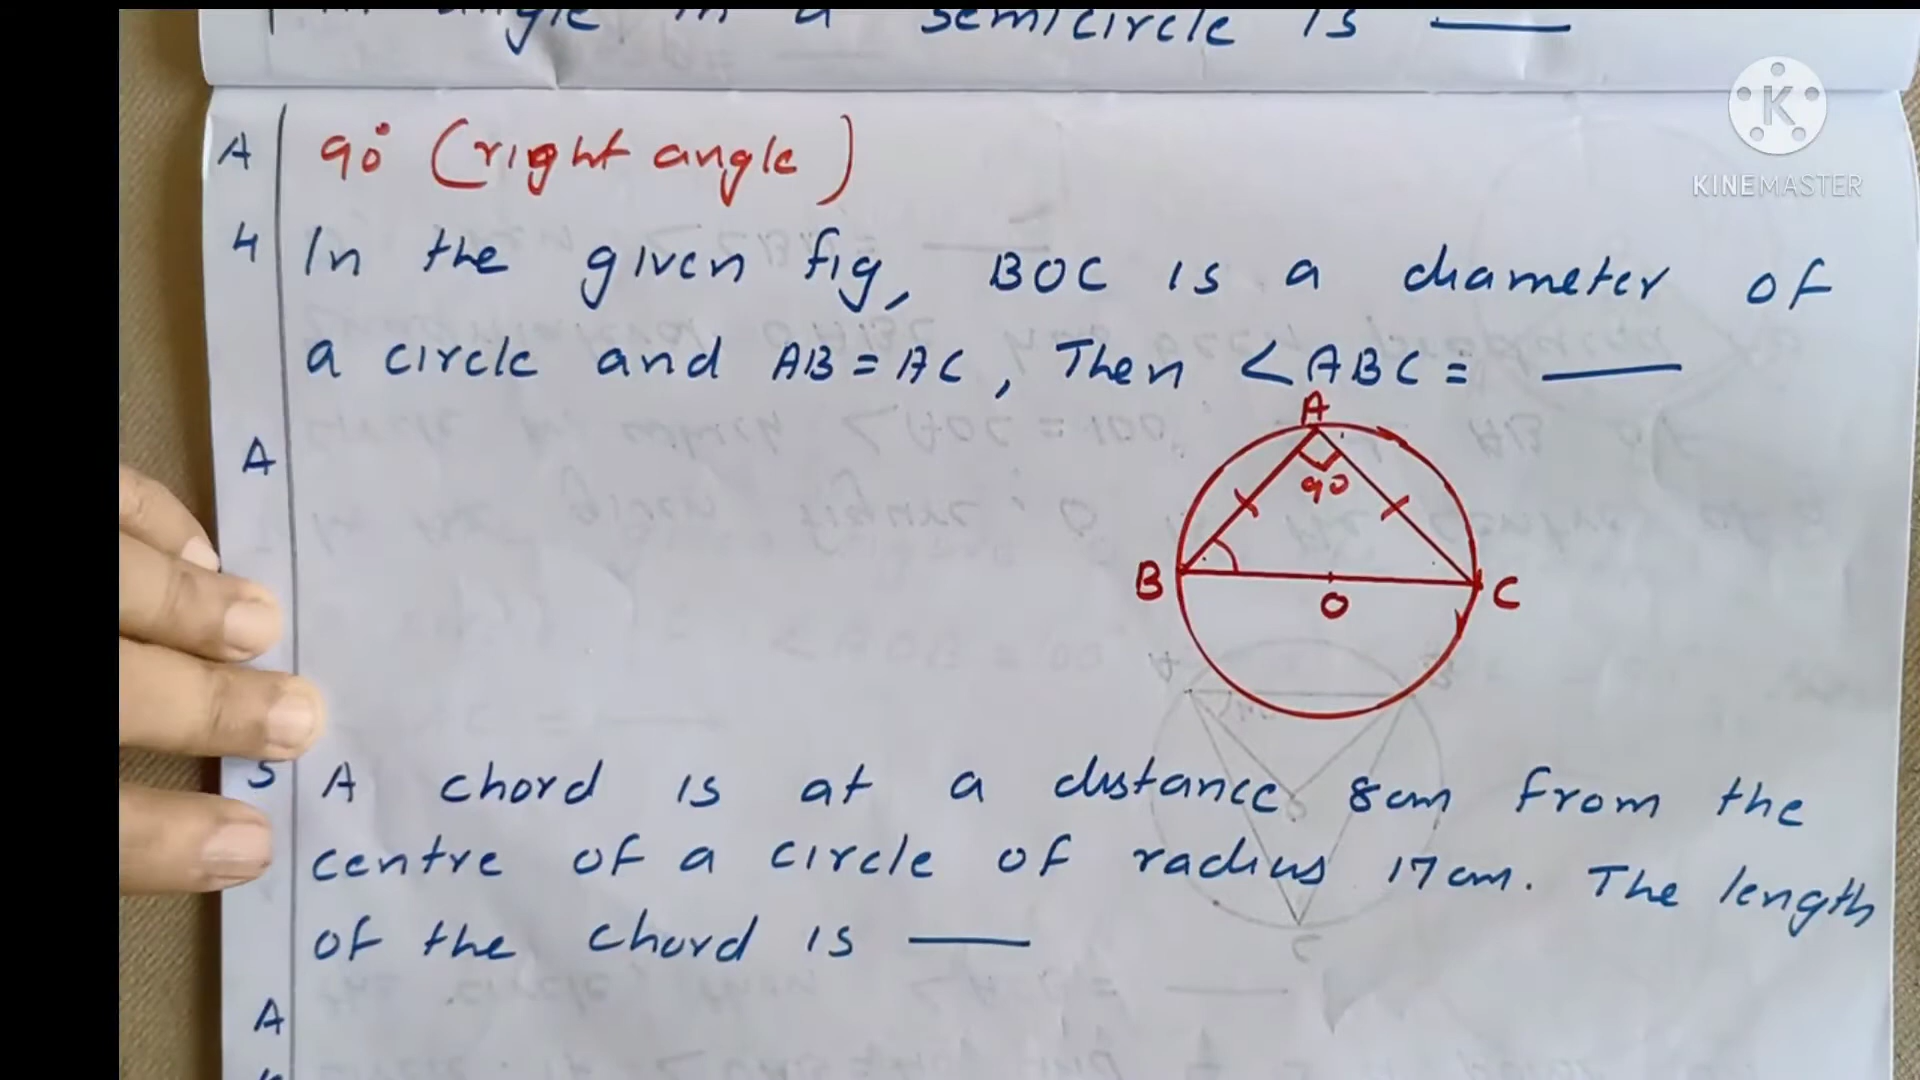 angle in a semicircle is ___
A 90° (right angle)
4 In the given fig, BOC is a diameter of
a circle and AB = AC, Then <ABC = ___
A
A
90
B
O
C
5 A chord is at a distance 8cm from the
centre of a circle of radius 17cm. The length
of the chord is ___
A
K
KINEMASTER